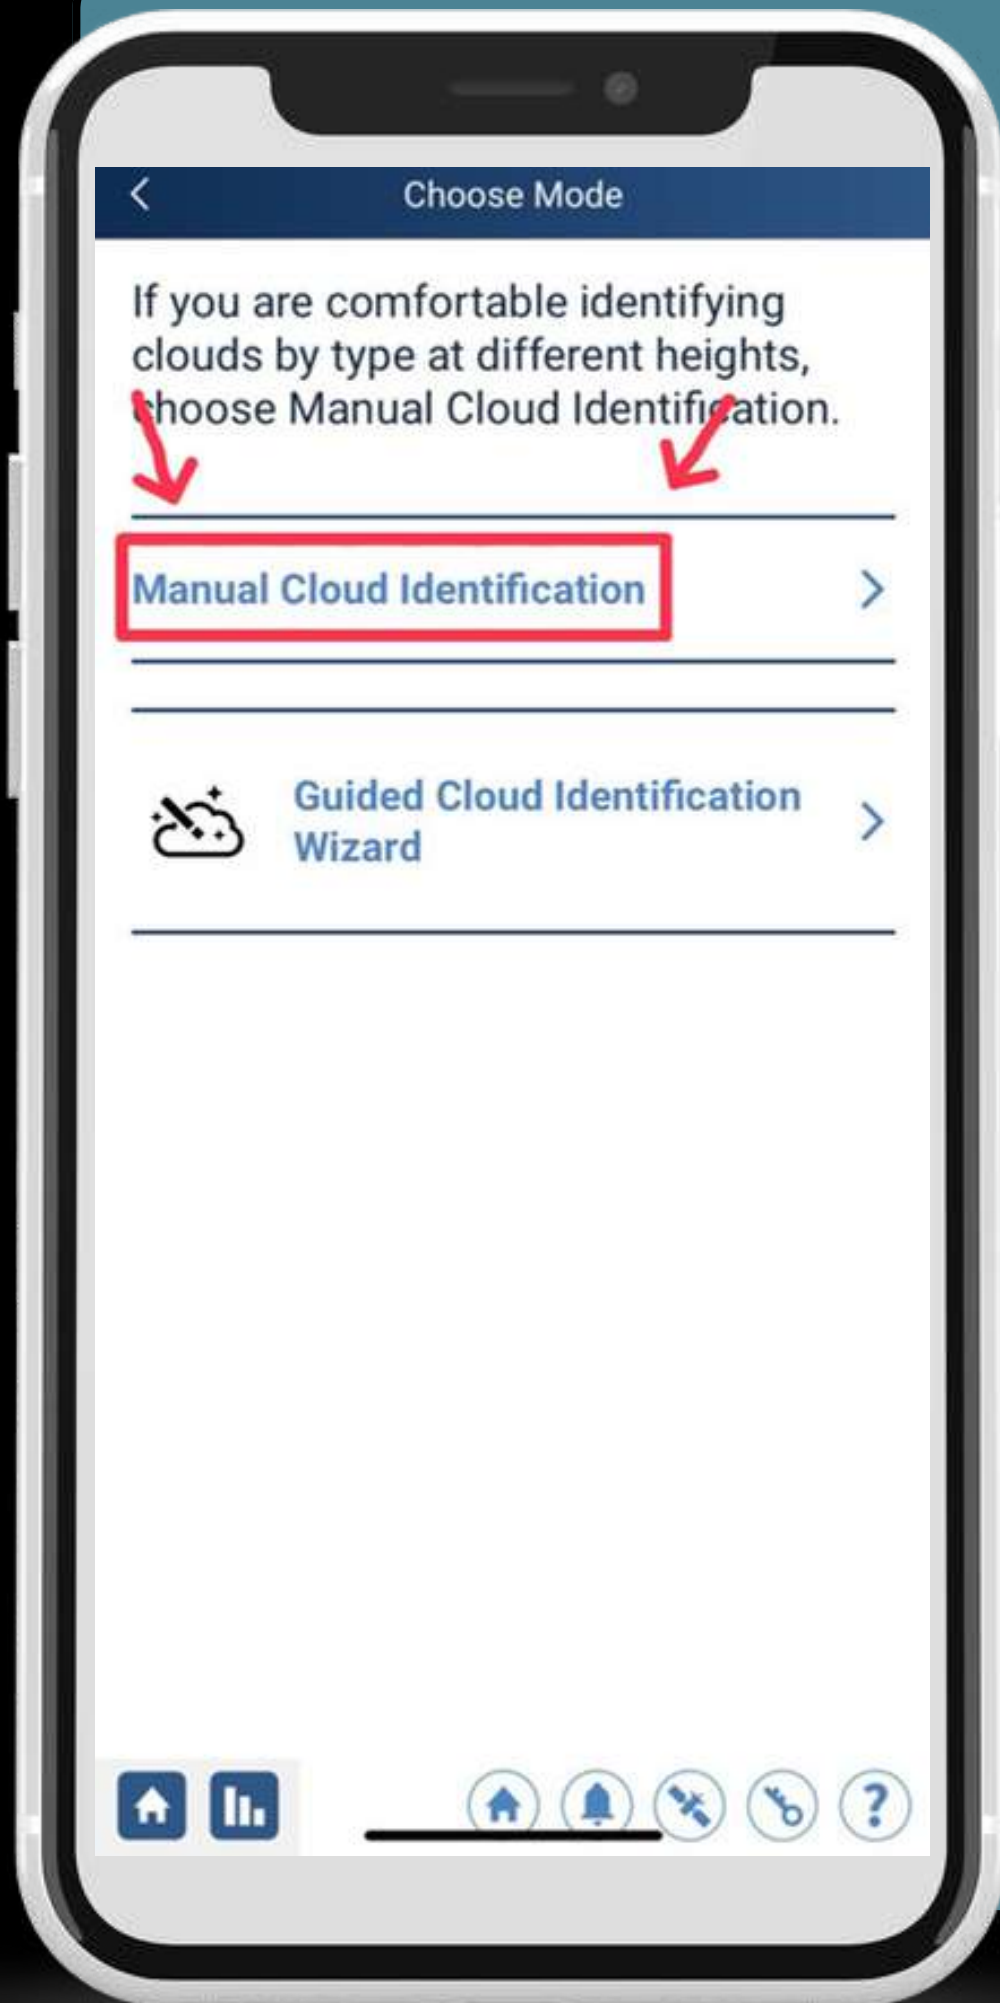 Choose Mode
If you are comfortable identifying
clouds by type at different heights,
choose Manual Cloud Identification.
Manual Cloud Identification
Guided Cloud Identification
Wizard
?